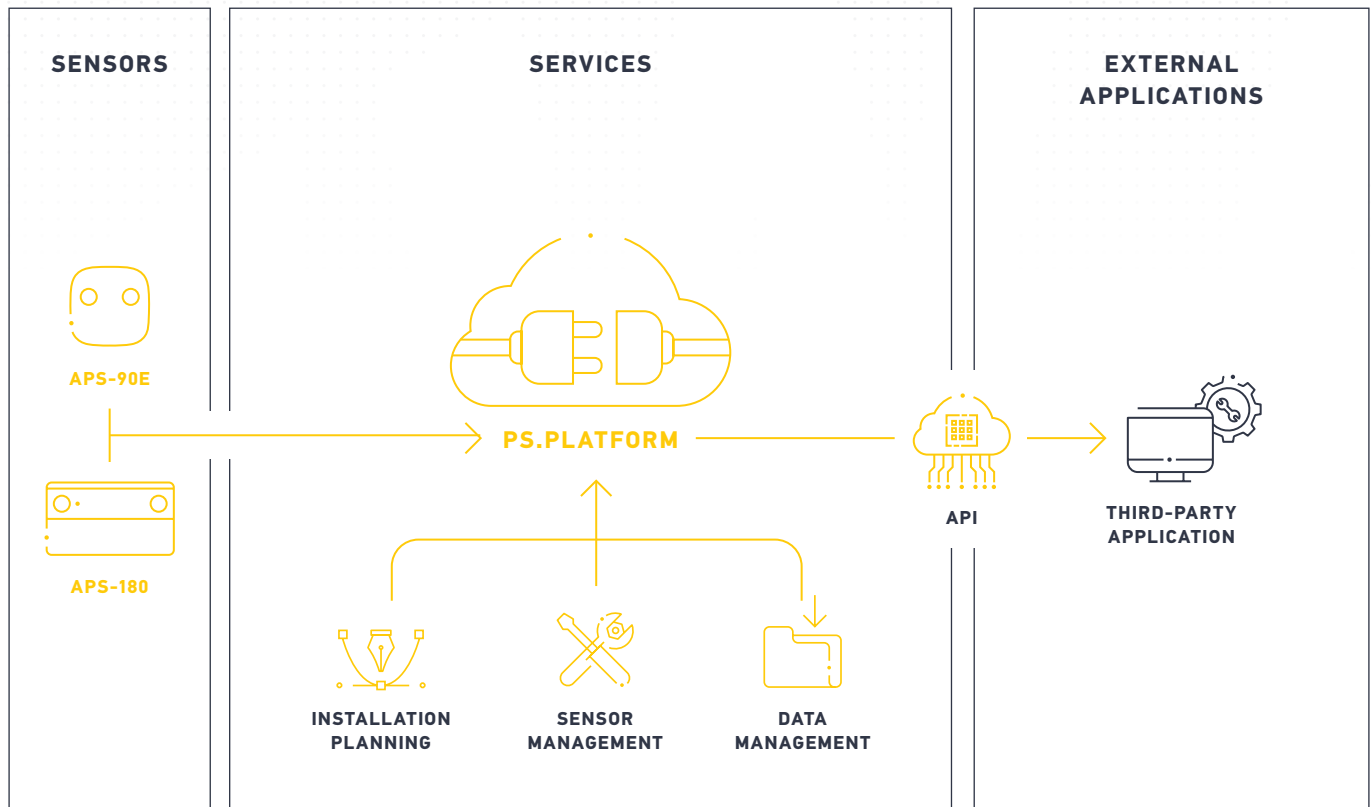 SENSORS
SERVICES
EXTERNAL
APPLICATIONS
APS-90E
APS-180
PS.PLATFORM
INSTALLATION
PLANNING
SENSOR
MANAGEMENT
DATA
MANAGEMENT
API
THIRD-PARTY
APPLICATION